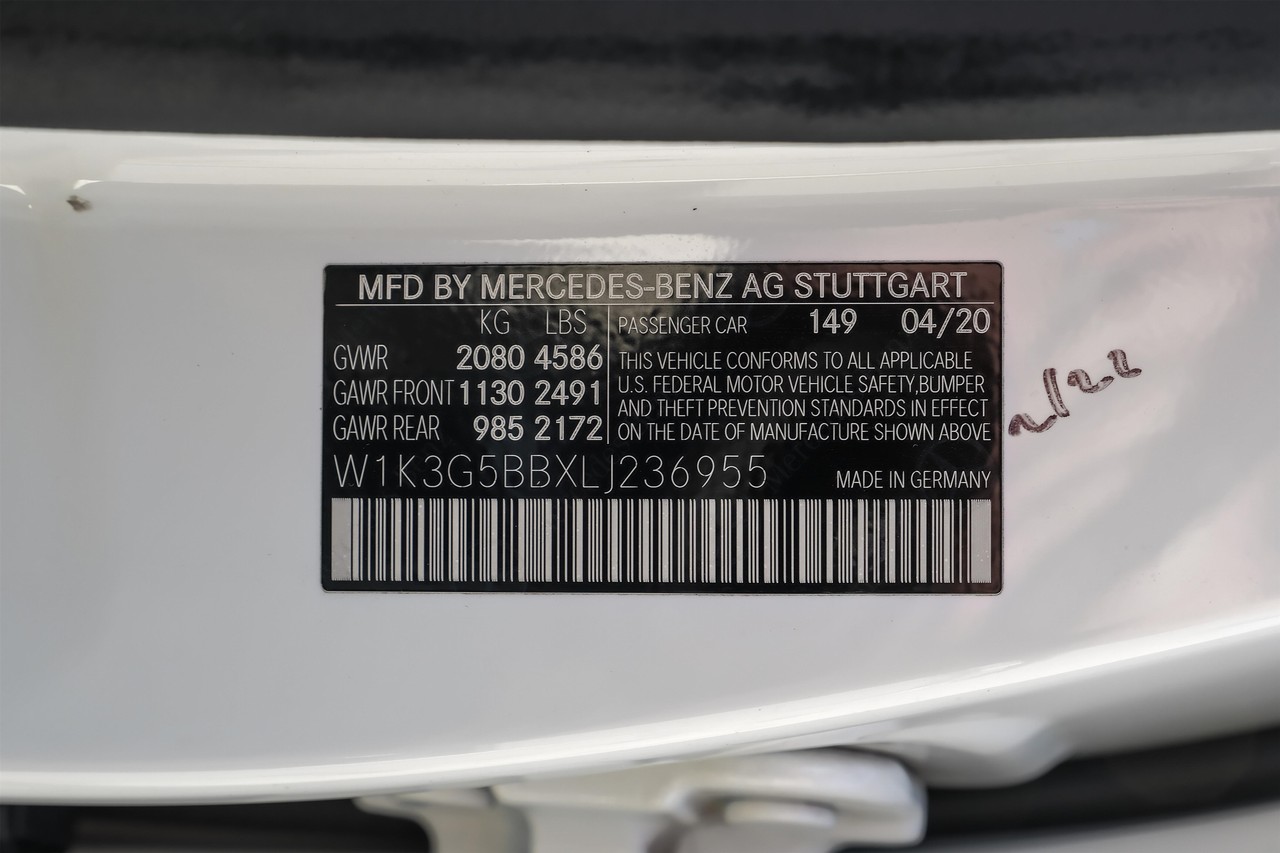 MFD BY MERCEDES-BENZ AG STUTTGART
KG LBS
GVWR 2080 4586
GAWR FRONT 1130 2491
GAWR REAR 985 2172
PASSENGER CAR 149 04/20
THIS VEHICLE CONFORMS TO ALL APPLICABLE
U.S. FEDERAL MOTOR VEHICLE SAFETY,BUMPER
AND THEFT PREVENTION STANDARDS IN EFFECT
ON THE DATE OF MANUFACTURE SHOWN ABOVE
W1K3G5BBXLJ236955
MADE IN GERMANY
2/22